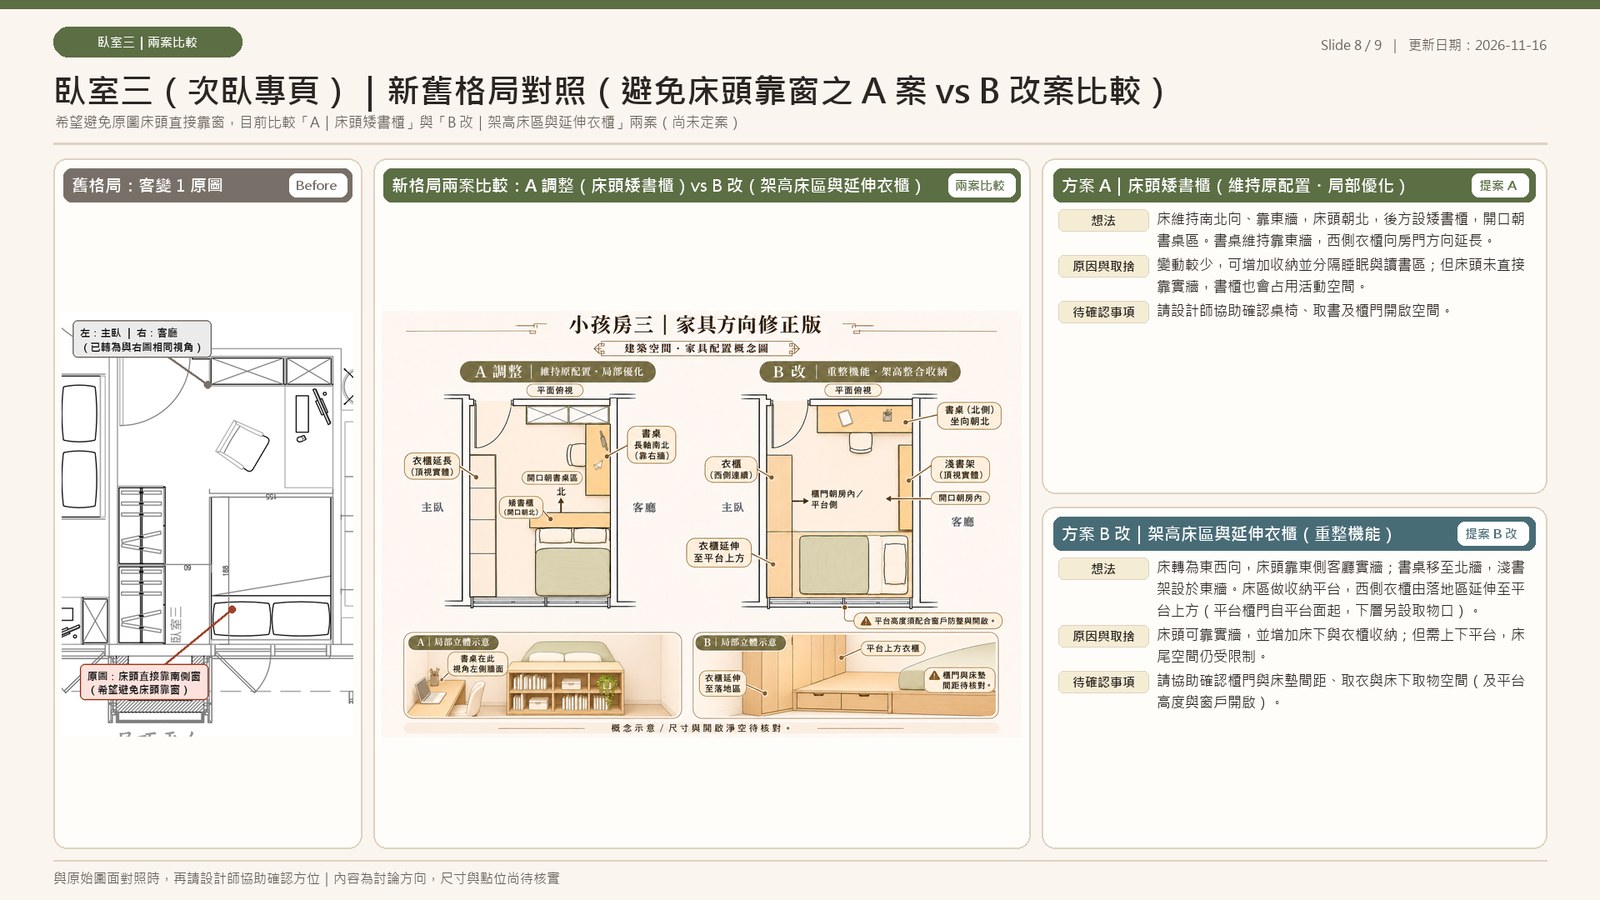 臥室三 | 兩案比較
Slide 8 / 9 | 更新日期：2026-11-16
臥室三（次臥專頁）| 新舊格局對照（避免床頭靠窗之 A 案 vs B 改案比較）
希望避免原圖床頭直接靠窗，目前比較「A | 床頭矮書櫃」與「B 改 | 架高床區與延伸衣櫃」兩案（尚未定案）
舊格局：客變 1 原圖
Before
左：主臥 | 右：客廳
（已轉為與右圖相同視角）
155
60
188
臥室三
原圖：床頭直接靠南側窗
（希望避免床頭靠窗）
新格局兩案比較：A 調整（床頭矮書櫃）vs B 改（架高床區與延伸衣櫃）
兩案比較
小孩房三｜家具方向修正版
建築空間・家具配置概念圖
A 調整｜維持原配置・局部優化
平面俯視
書桌
長軸南北
（靠右牆）
衣櫃延長
（頂視實體）
開口朝書桌區
北
矮書櫃
（開口朝北）
主臥
客廳
B 改｜重整機能・架高整合收納
平面俯視
書桌（北側）
坐向朝北
衣櫃
（西側連續）
淺書架
（頂視實體）
櫃門朝房內／
平台側
開口朝房內
主臥
客廳
衣櫃延伸
至平台上方
平台高度須配合窗戶防墜與開啟。
A｜局部立體示意
書桌在此
視角左側牆面
B｜局部立體示意
平台上方衣櫃
衣櫃延伸
至落地區
櫃門與床墊
間距待核對。
概念示意 / 尺寸與開啟淨空待核對。
方案 A | 床頭矮書櫃（維持原配置・局部優化）
提案 A
想法
床維持南北向、靠東牆，床頭朝北，後方設矮書櫃，開口朝
書桌區。書桌維持靠東牆，西側衣櫃向房門方向延長。
原因與取捨
變動較少，可增加收納並分隔睡眠與讀書區；但床頭未直接
靠實牆，書櫃也會占用活動空間。
待確認事項
請設計師協助確認桌椅、取書及櫃門開啟空間。
方案 B 改 | 架高床區與延伸衣櫃（重整機能）
提案 B 改
想法
床轉為東西向，床頭靠東側客廳實牆；書桌移至北牆，淺書
架設於東牆。床區做收納平台，西側衣櫃由落地區延伸至平
台上方（平台櫃門自平台面起，下層另設取物口）。
原因與取捨
床頭可靠實牆，並增加床下與衣櫃收納；但需上下平台，床
尾空間仍受限制。
待確認事項
請協助確認櫃門與床墊間距、取衣與床下取物空間（及平台
高度與窗戶開啟）。
與原始圖面對照時，再請設計師協助確認方位 | 內容為討論方向，尺寸與點位尚待核實